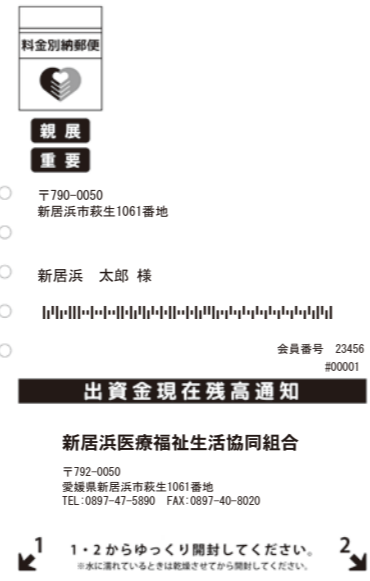 料金別納郵便
親展
重要
〒790-0050
新居浜市萩生1061番地
新居浜　太郎 様
会員番号　23456
#00001
出資金現在残高通知
新居浜医療福祉生活協同組合
〒792-0050
愛媛県新居浜市萩生1061番地
TEL:0897-47-5890　FAX:0897-40-8020
1　1・2からゆっくり開封してください。　2
※水に濡れているときは乾燥させてから開封してください。